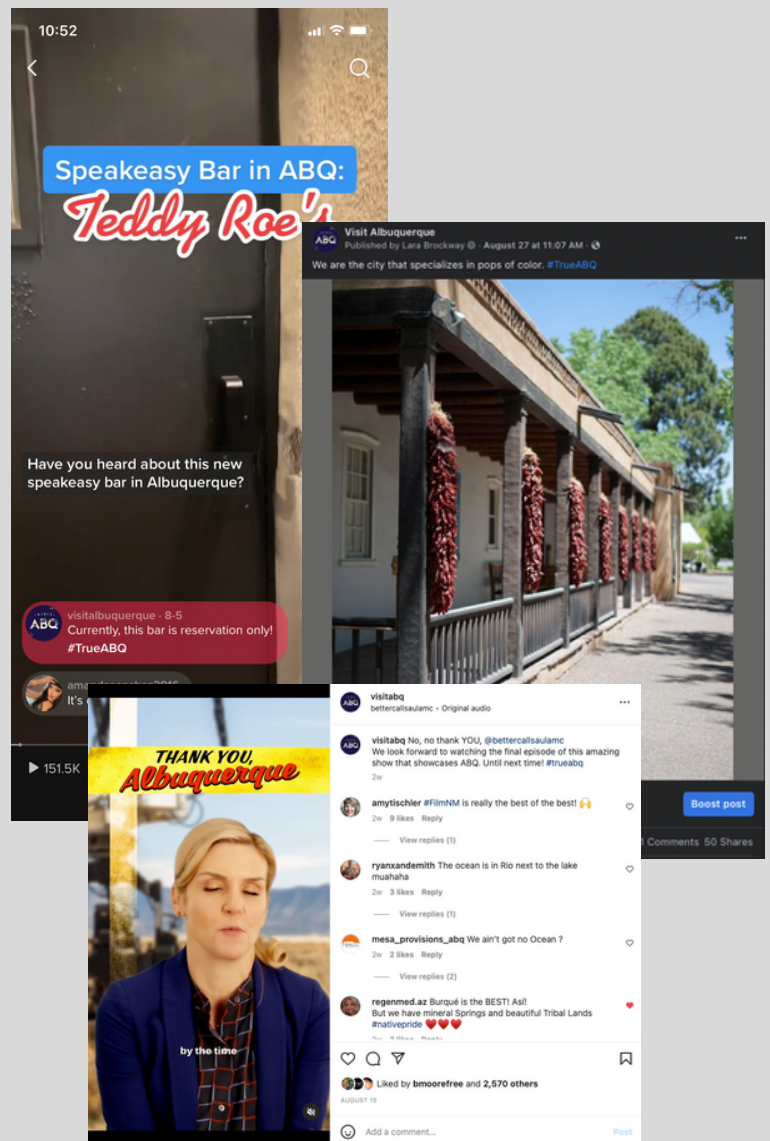 10:52
Speakeasy Bar in ABQ:
Teddy Roe's
Have you heard about this new
speakeasy bar in Albuquerque?
ABQ
visitalbuquerque · 8-5
Currently, this bar is reservation only!
#TrueABQ
It's
151.5K
ABQ
Visit Albuquerque
Published by Lara Brockway · August 27 at 11:07 AM ·
We are the city that specializes in pops of color. #TrueABQ
Boost post
Comments 50 Shares
THANK YOU,
Albuquerque
by the time
ABQ
visitabq
bettercallsaulamc • Original audio
ABQ
visitabq No, no thank YOU, @bettercallsaulamc
We look forward to watching the final episode of this amazing
show that showcases ABQ. Until next time! #trueabq
2w
amytischler #FilmNM is really the best of the best! 🙌
2w 9 likes Reply
View replies (1)
ryanxandemith The ocean is in Rio next to the lake
muahaha
2w 3 likes Reply
View replies (1)
mesa_provisions_abq We ain't got no Ocean ?
2w 2 likes Reply
View replies (2)
regenmed.az Burqué is the BEST! Así!
But we have mineral Springs and beautiful Tribal Lands
#nativepride ❤️❤️❤️
Liked by bmoorefree and 2,570 others
AUGUST 15
Add a comment...
Post